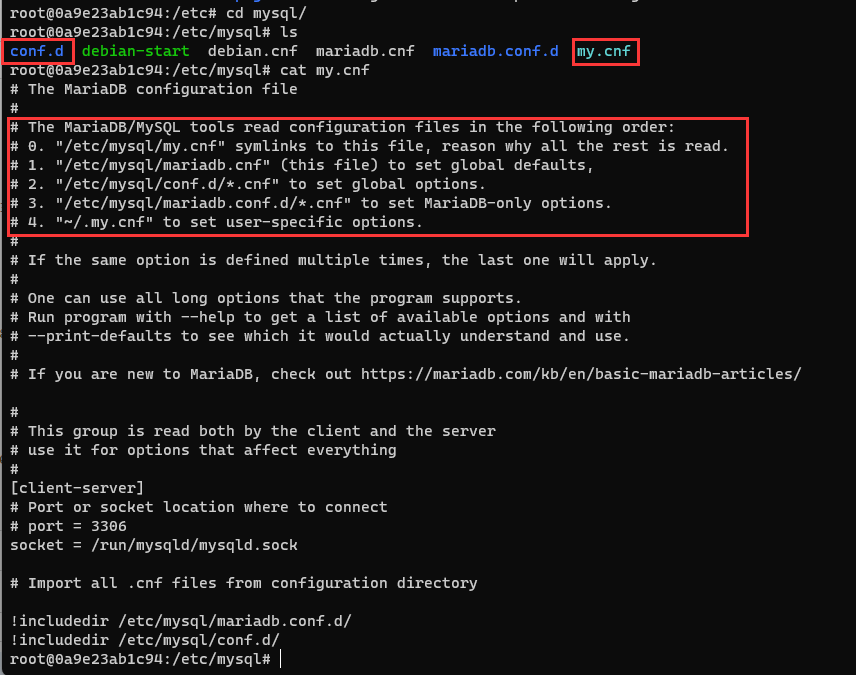 root@0a9e23ab1c94:/etc# cd mysql/
root@0a9e23ab1c94:/etc/mysql# ls
conf.d  debian-start  debian.cnf  mariadb.cnf  mariadb.conf.d  my.cnf
root@0a9e23ab1c94:/etc/mysql# cat my.cnf
# The MariaDB configuration file
#
# The MariaDB/MySQL tools read configuration files in the following order:
# 0. "/etc/mysql/my.cnf" symlinks to this file, reason why all the rest is read.
# 1. "/etc/mysql/mariadb.cnf" (this file) to set global defaults,
# 2. "/etc/mysql/conf.d/*.cnf" to set global options.
# 3. "/etc/mysql/mariadb.conf.d/*.cnf" to set MariaDB-only options.
# 4. "~/.my.cnf" to set user-specific options.
#
# If the same option is defined multiple times, the last one will apply.
#
# One can use all long options that the program supports.
# Run program with --help to get a list of available options and with
# --print-defaults to see which it would actually understand and use.
#
# If you are new to MariaDB, check out https://mariadb.com/kb/en/basic-mariadb-articles/
#
# This group is read both by the client and the server
# use it for options that affect everything
#
[client-server]
# Port or socket location where to connect
# port = 3306
socket = /run/mysqld/mysqld.sock
# Import all .cnf files from configuration directory
!includedir /etc/mysql/mariadb.conf.d/
!includedir /etc/mysql/conf.d/
root@0a9e23ab1c94:/etc/mysql#